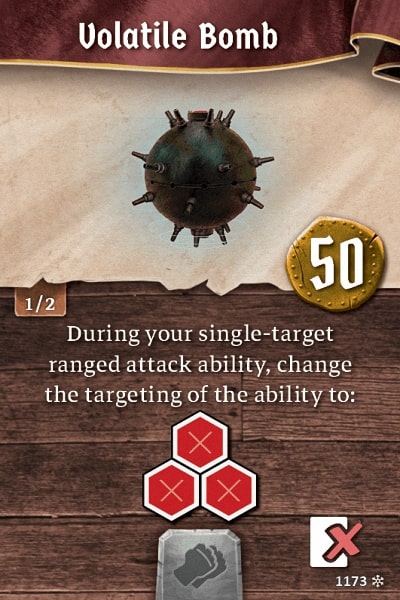 Volatile Bomb
50
1/2
During your single-target
ranged attack ability, change
the targeting of the ability to:
1173